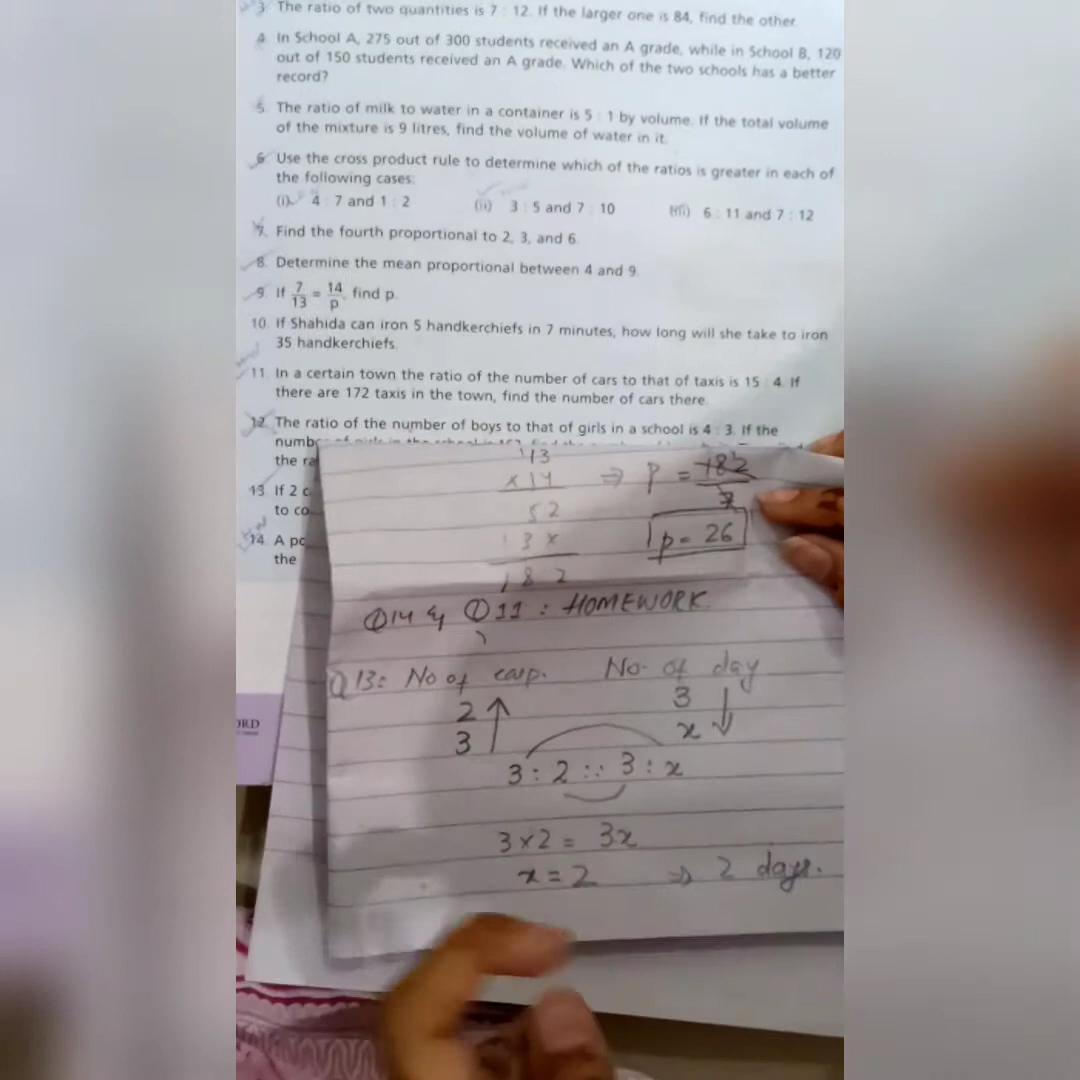 3. The ratio of two quantities is 7 : 12. If the larger one is 84, find the other.
4. In School A, 275 out of 300 students received an A grade, while in School B, 120
out of 150 students received an A grade. Which of the two schools has a better
record?
5. The ratio of milk to water in a container is 5 : 1 by volume. If the total volume
of the mixture is 9 litres, find the volume of water in it.
6. Use the cross product rule to determine which of the ratios is greater in each of
the following cases:
(i) 4 : 7 and 1 : 2 (ii) 3 : 5 and 7 : 10 (iii) 6 : 11 and 7 : 12
7. Find the fourth proportional to 2, 3, and 6.
8. Determine the mean proportional between 4 and 9.
9. If 7/13 = 14/p, find p.
10. If Shahida can iron 5 handkerchiefs in 7 minutes, how long will she take to iron
35 handkerchiefs.
11. In a certain town the ratio of the number of cars to that of taxis is 15 : 4. If
there are 172 taxis in the town, find the number of cars there.
12. The ratio of the number of boys to that of girls in a school is 4 : 3. If the
the ra
13. If 2 c
to co
14. A po
the
13
x 14
52
13 x
182
⇒ p = 182/7
p = 26
Q14 & Q11 : HOMEWORK
Q13: No of carp. No. of day
2 3
3 x
3 : 2 :: 3 : x
3 x 2 = 3x
x = 2 ⇒ 2 days.
ORD